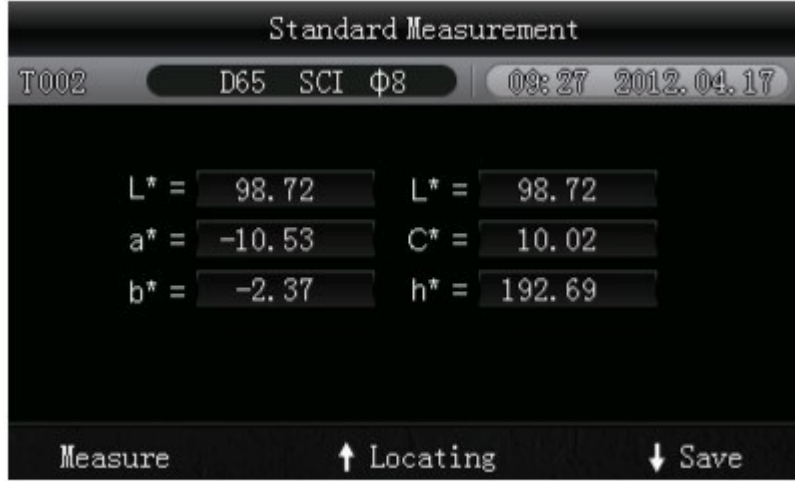 Standard Measurement
T002 D65 SCI Φ8 09:27 2012.04.17
L* = 98.72 L* = 98.72
a* = -10.53 C* = 10.02
b* = -2.37 h* = 192.69
Measure ↑ Locating ↓ Save